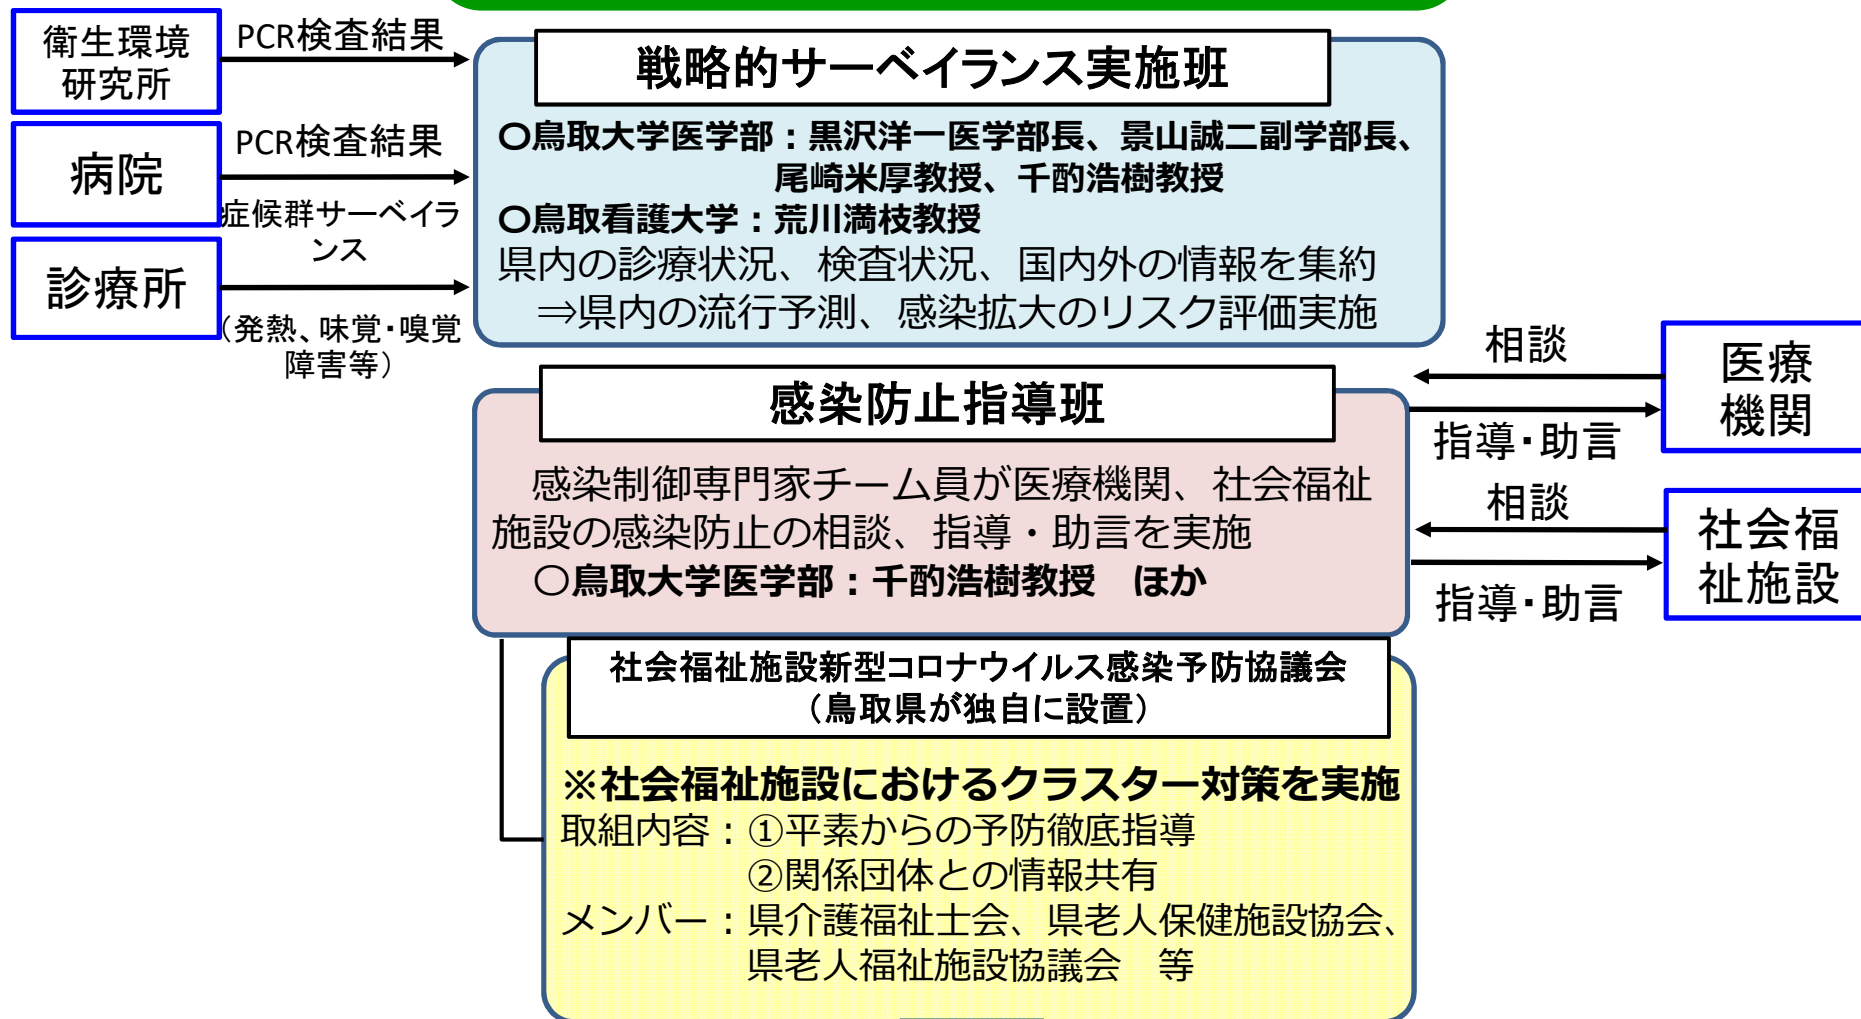 衛生環境
研究所
PCR検査結果
病院
PCR検査結果
症候群サーベイラ
ンス
診療所
(発熱、味覚・嗅覚
障害等)
戦略的サーベイランス実施班
〇鳥取大学医学部：黒沢洋一医学部長、景山誠二副学部長、
尾崎米厚教授、千酌浩樹教授
〇鳥取看護大学：荒川満枝教授
県内の診療状況、検査状況、国内外の情報を集約
⇒県内の流行予測、感染拡大のリスク評価実施
感染防止指導班
感染制御専門家チーム員が医療機関、社会福祉
施設の感染防止の相談、指導・助言を実施
〇鳥取大学医学部：千酌浩樹教授　ほか
相談
医療
機関
指導・助言
相談
社会福
祉施設
指導・助言
社会福祉施設新型コロナウイルス感染予防協議会
（鳥取県が独自に設置）
※社会福祉施設におけるクラスター対策を実施
取組内容：①平素からの予防徹底指導
②関係団体との情報共有
メンバー：県介護福祉士会、県老人保健施設協会、
県老人福祉施設協議会　等